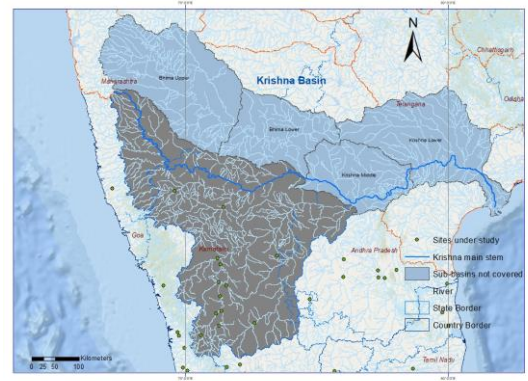 N
Chhattisgarh
Maharashtra
Bhima Upper
Krishna Basin
Telangana
Odisha
Bhima Lower
Krishna Lower
Krishna Middle
Goa
Karnataka
Andhra Pradesh
Sites under study
Krishna main stem
Sub-basins not covered
River
State Border
Country Border
Kilometers
0 25 50 100
Tamil Nadu